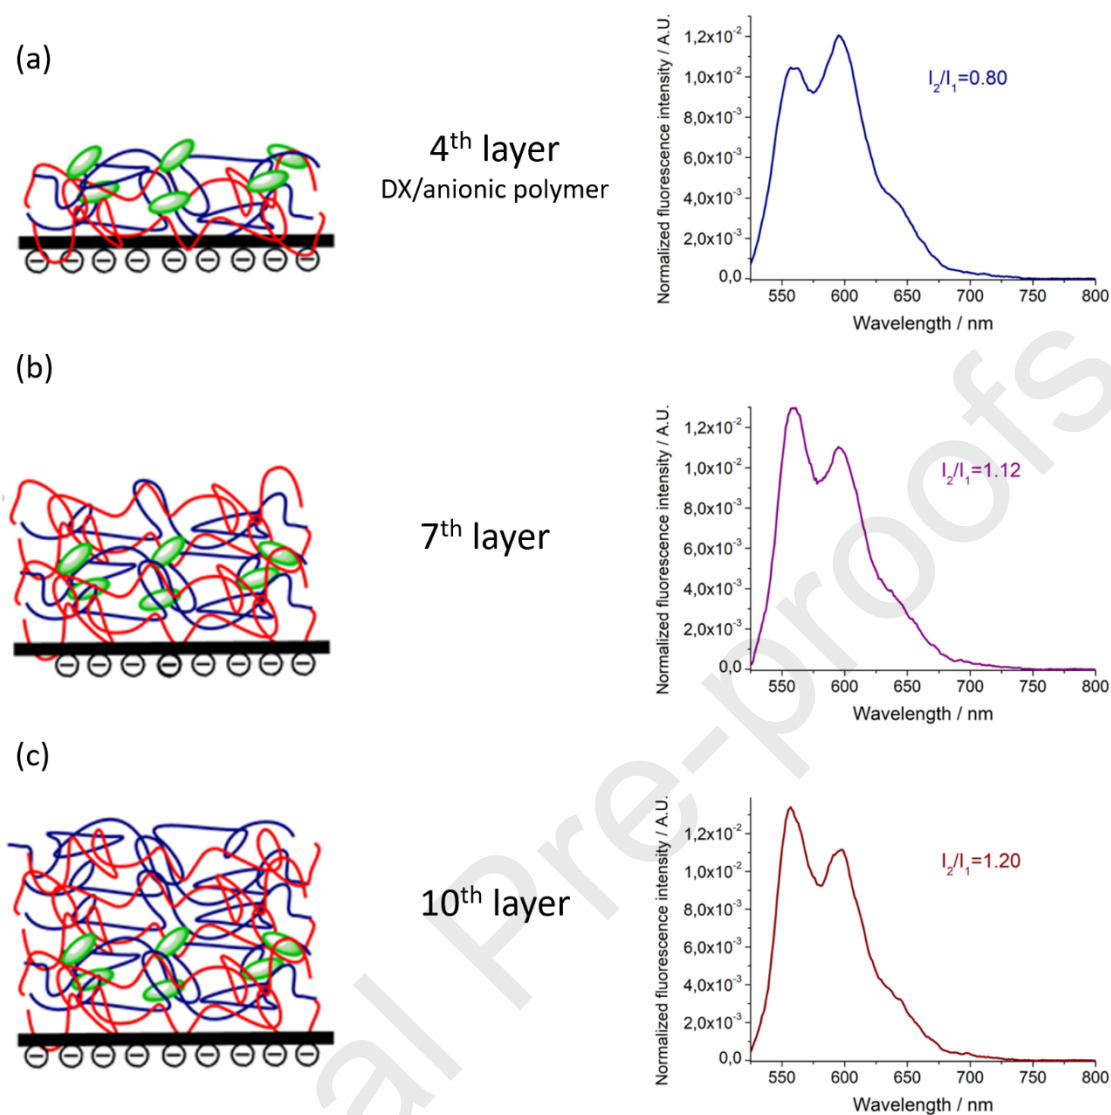 (a)
4th layer
DX/anionic polymer
Normalized fluorescence intensity / A.U.
1,2x10-2
1,0x10-2
8,0x10-3
6,0x10-3
4,0x10-3
2,0x10-3
0,0
I2/I1=0.80
550 600 650 700 750 800
Wavelength / nm
(b)
7th layer
Normalized fluorescence intensity / A.U.
1,2x10-2
1,0x10-2
8,0x10-3
6,0x10-3
4,0x10-3
2,0x10-3
0,0
I2/I1=1.12
550 600 650 700 750 800
Wavelength / nm
(c)
10th layer
Normalized fluorescence intensity / A.U.
1,2x10-2
1,0x10-2
8,0x10-3
6,0x10-3
4,0x10-3
2,0x10-3
0,0
I2/I1=1.20
550 600 650 700 750 800
Wavelength / nm
al Pre-proofs